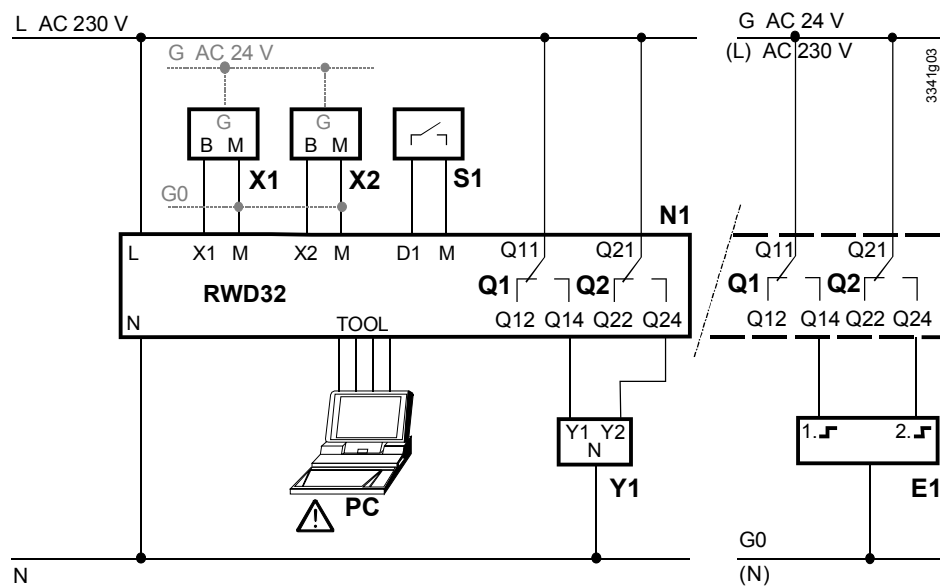 L AC 230 V
G AC 24 V
G AC 24 V
(L) AC 230 V
3341g03
G
B M
X1
G
B M
X2
S1
G0
N1
L X1 M X2 M D1 M Q11 Q21
RWD32
Q1 Q2
N TOOL Q12 Q14 Q22 Q24
Q11 Q21
Q1 Q2
Q12 Q14 Q22 Q24
Y1 Y2
N
Y1
1. 2.
E1
PC
G0
N
(N)